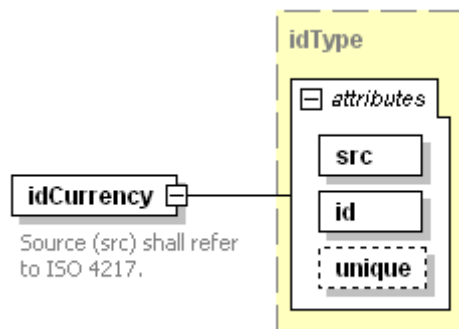 idType
attributes
src
idCurrency
id
Source (src) shall refer
to ISO 4217.
unique